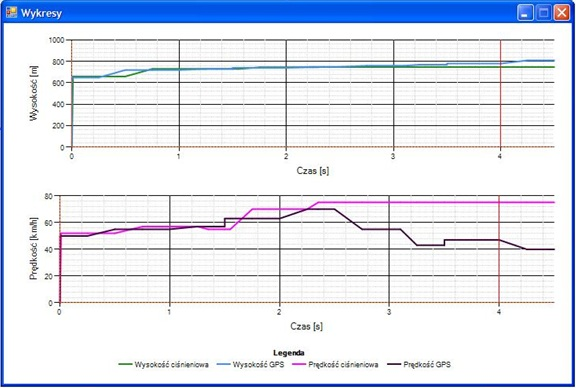 Wykresy
1000
800
600
400
200
0
Wysokość [m]
0 1 2 3 4
Czas [s]
80
60
40
20
0
Prędkość [km/h]
0 1 2 3 4
Czas [s]
Legenda
Wysokość ciśnieniowa Wysokość GPS Prędkość ciśnieniowa Prędkość GPS